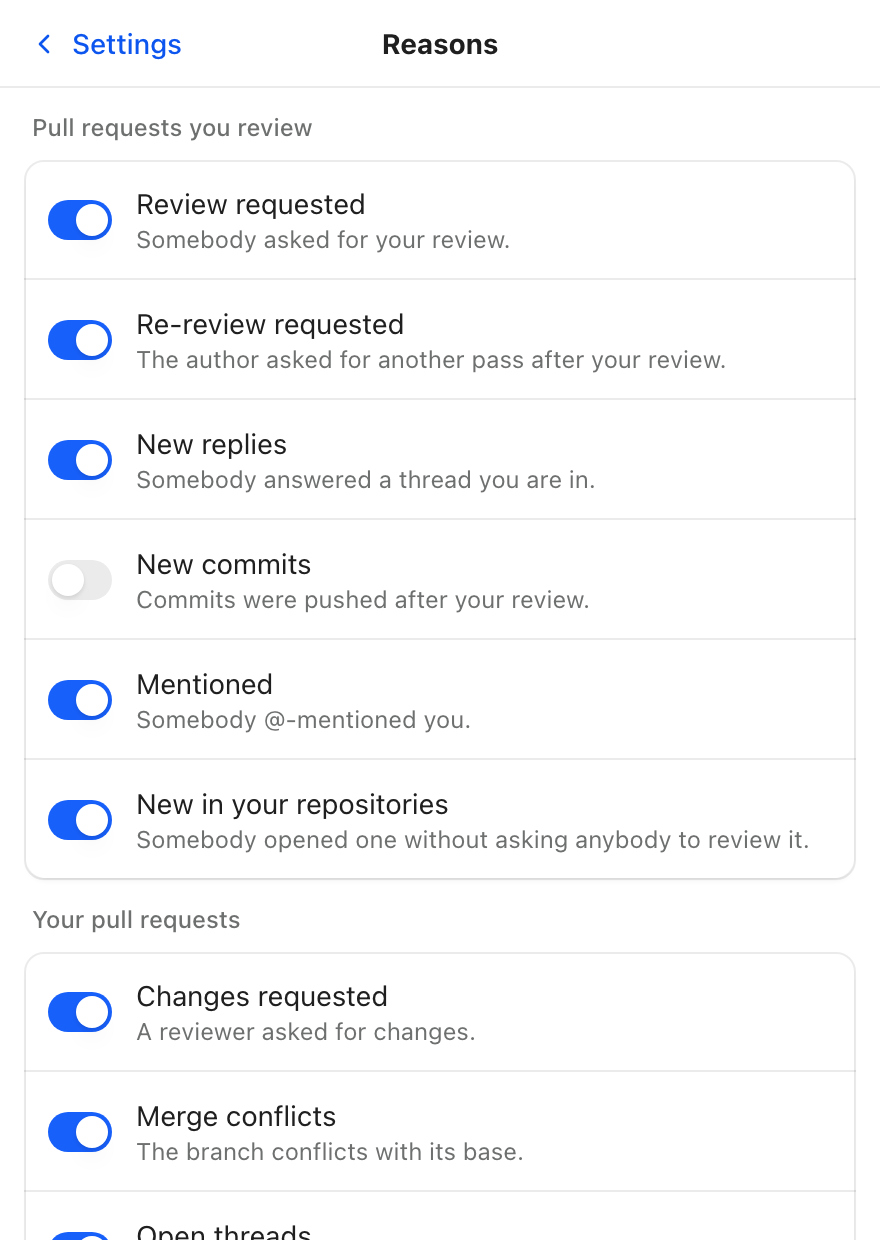 Settings
Reasons
Pull requests you review
Review requested
Somebody asked for your review.
Re-review requested
The author asked for another pass after your review.
New replies
Somebody answered a thread you are in.
New commits
Commits were pushed after your review.
Mentioned
Somebody @-mentioned you.
New in your repositories
Somebody opened one without asking anybody to review it.
Your pull requests
Changes requested
A reviewer asked for changes.
Merge conflicts
The branch conflicts with its base.
Open threads